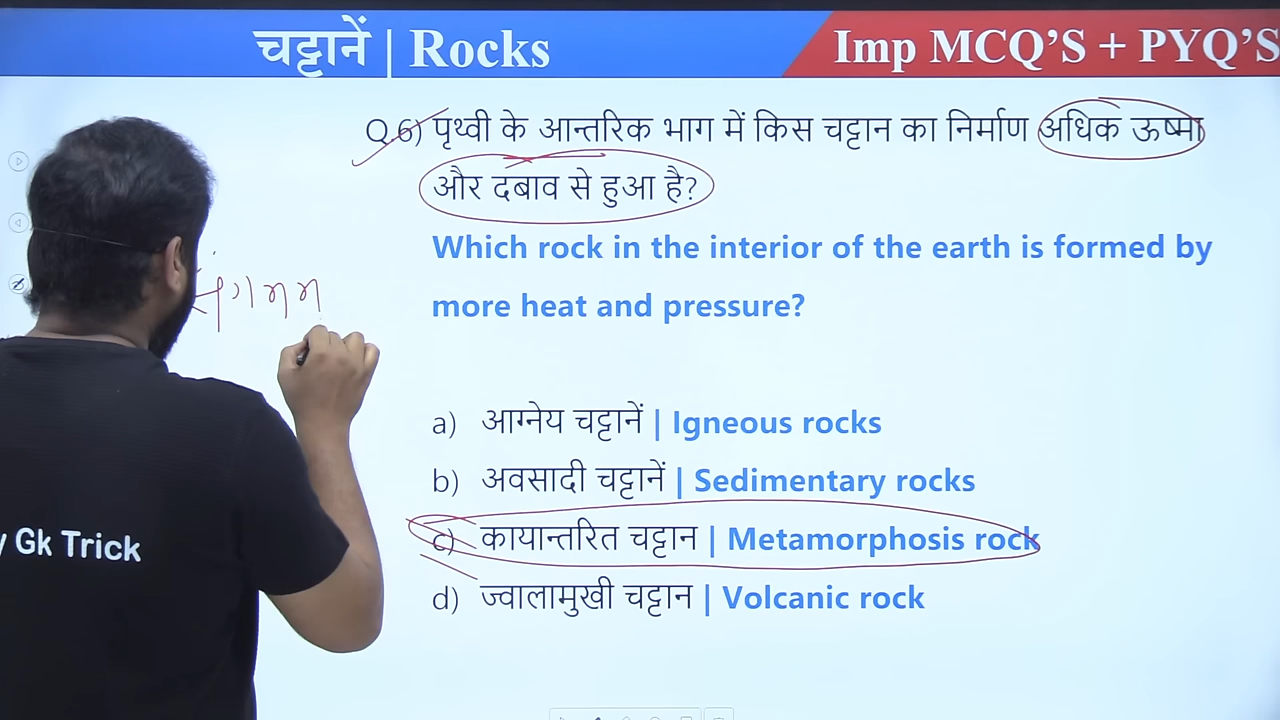 चट्टानें | Rocks
Imp MCQ'S + PYQ'S
Q.6) पृथ्वी के आन्तरिक भाग में किस चट्टान का निर्माण अधिक ऊष्मा
और दबाव से हुआ है?
Which rock in the interior of the earth is formed by
more heat and pressure?
a) आग्नेय चट्टानें | Igneous rocks
b) अवसादी चट्टानें | Sedimentary rocks
c) कायान्तरित चट्टान | Metamorphosis rock
d) ज्वालामुखी चट्टान | Volcanic rock
Gk Trick